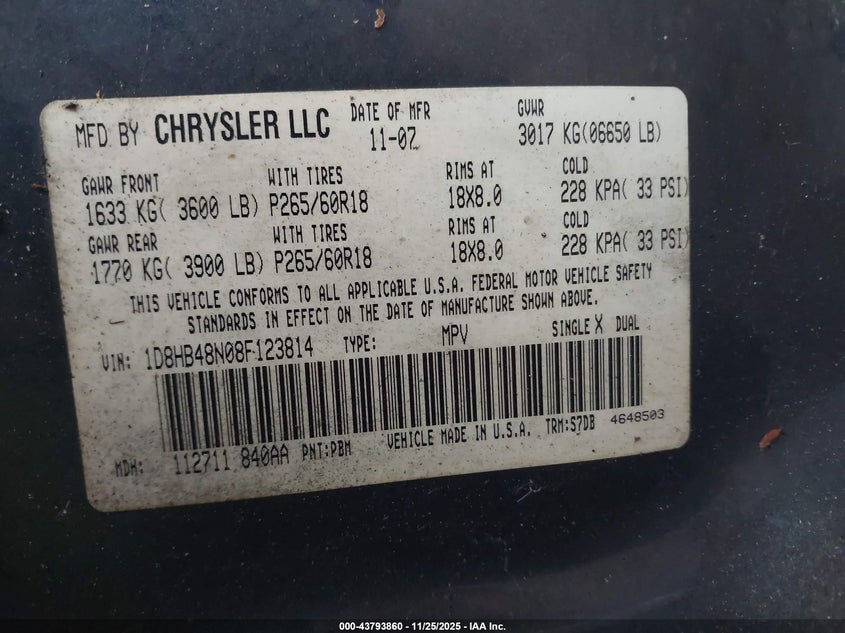 MFD BY CHRYSLER LLC DATE OF MFR 11-07 GVWR 3017 KG(06650 LB)
GAWR FRONT WITH TIRES RIMS AT COLD
1633 KG( 3600 LB) P265/60R18 18X8.0 228 KPA( 33 PSI)
GAWR REAR WITH TIRES RIMS AT COLD
1770 KG( 3900 LB) P265/60R18 18X8.0 228 KPA( 33 PSI)
THIS VEHICLE CONFORMS TO ALL APPLICABLE U.S.A. FEDERAL MOTOR VEHICLE SAFETY
STANDARDS IN EFFECT ON THE DATE OF MANUFACTURE SHOWN ABOVE.
VIN: 1D8HB48N08F123814 TYPE: MPV SINGLE X DUAL
MDH: 112711 840AA PNT:PBM VEHICLE MADE IN U.S.A. TRM:S7DB 4648503
000-43793860 - 11/25/2025 - IAA Inc.